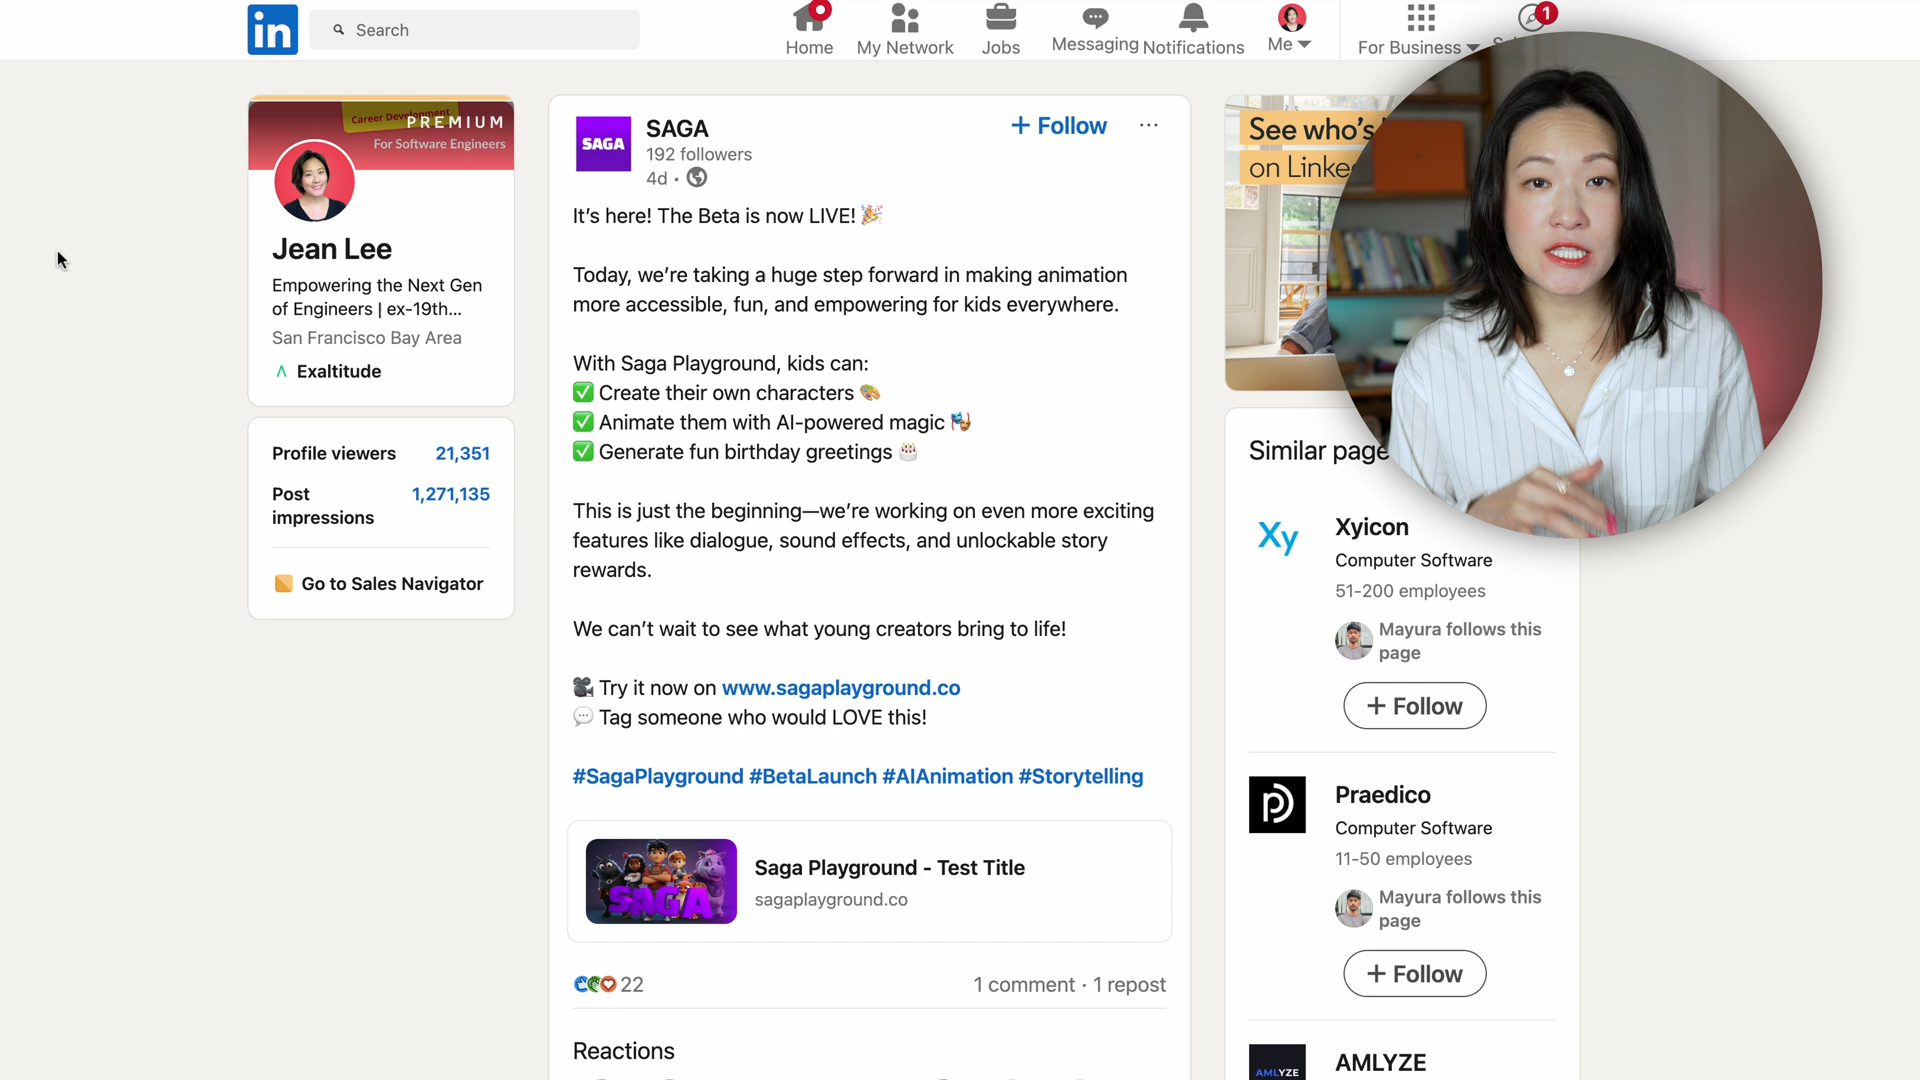 in
Search
Home
My Network
Jobs
Messaging
Notifications
Me
For Business
1
Career Development
PREMIUM
For Software Engineers
Jean Lee
Empowering the Next Gen
of Engineers | ex-19th...
San Francisco Bay Area
Exaltitude
Profile viewers 21,351
Post
impressions 1,271,135
Go to Sales Navigator
SAGA
SAGA
192 followers
4d •
+ Follow
...
It’s here! The Beta is now LIVE! 🎉
Today, we’re taking a huge step forward in making animation
more accessible, fun, and empowering for kids everywhere.
With Saga Playground, kids can:
✅ Create their own characters 🎨
✅ Animate them with AI-powered magic 🎭
✅ Generate fun birthday greetings 🎂
This is just the beginning—we’re working on even more exciting
features like dialogue, sound effects, and unlockable story
rewards.
We can’t wait to see what young creators bring to life!
🎥 Try it now on www.sagaplayground.co
💬 Tag someone who would LOVE this!
#SagaPlayground #BetaLaunch #AIAnimation #Storytelling
SAGA
Saga Playground - Test Title
sagaplayground.co
22
1 comment · 1 repost
Reactions
See who's
on Linke
Similar page
Xy
Xyicon
Computer Software
51-200 employees
Mayura follows this
page
+ Follow
Praedico
Computer Software
11-50 employees
Mayura follows this
page
+ Follow
AMLYZE
AMLYZE